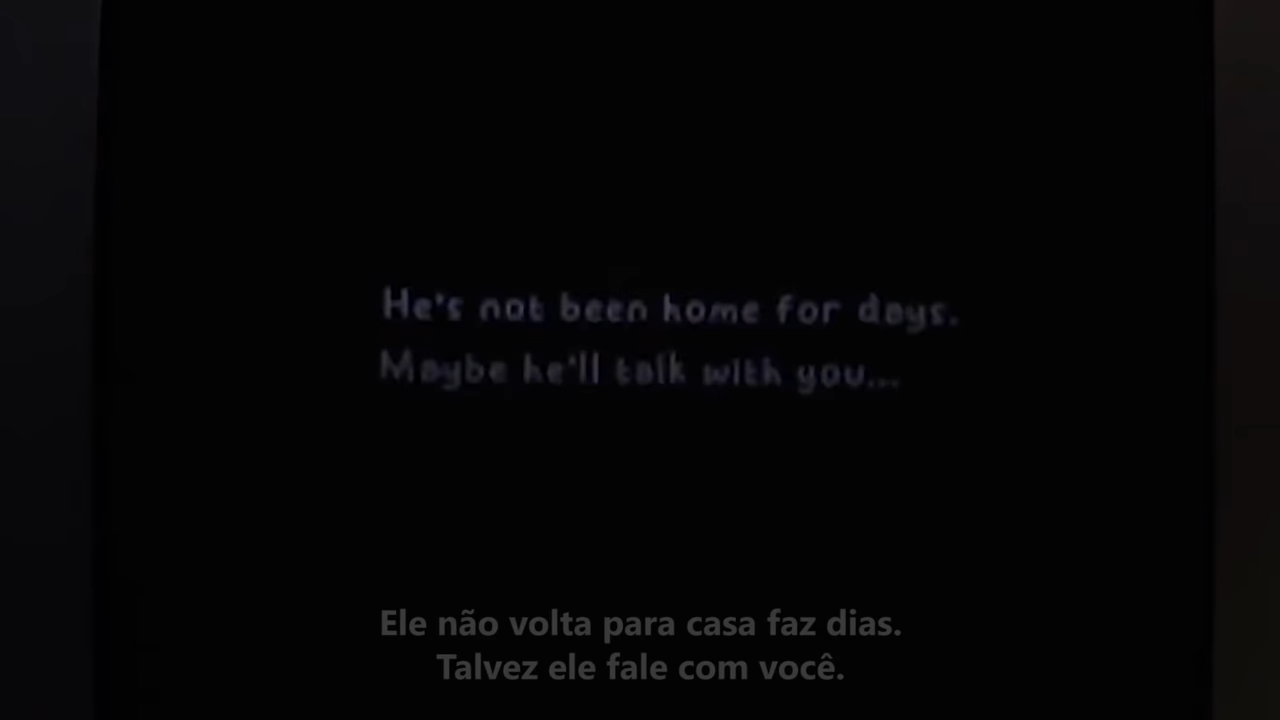 He's not been home for days.
Maybe he'll talk with you...
Ele não volta para casa faz dias.
Talvez ele fale com você.